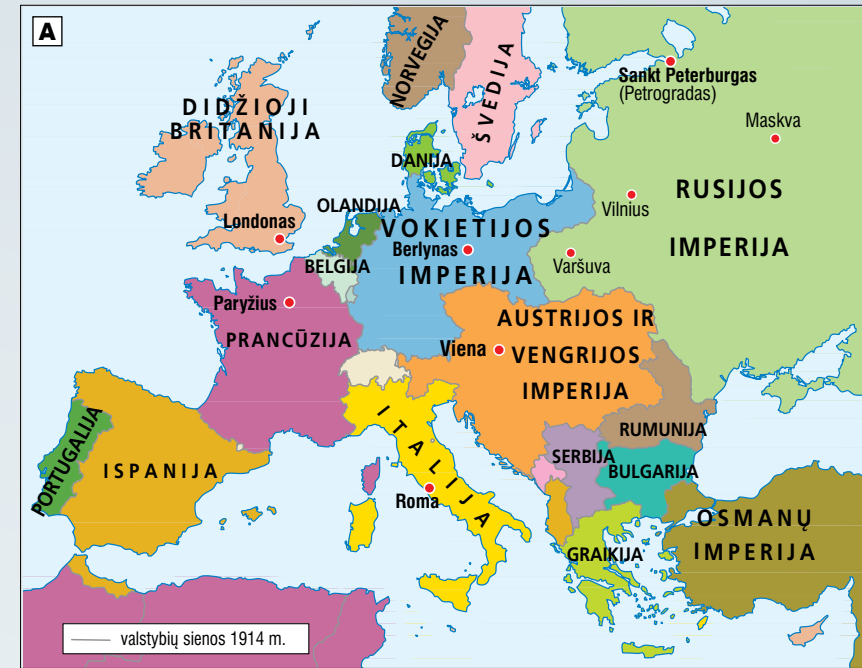 A
NORVEGIJA
ŠVEDIJA
Sankt Peterburgas
(Petrogradas)
DIDŽIOJI
BRITANIJA
Maskva
DANIJA
RUSIJOS
IMPERIJA
Vilnius
OLANDIJA
Londonas
VOKIETIJOS
IMPERIJA
Berlynas
Varšuva
BELGIJA
Paryžius
PRANCŪZIJA
AUSTRIJOS IR
VENGRIJOS
IMPERIJA
Viena
ITALIJA
RUMUNIJA
PORTUGALIJA
ISPANIJA
SERBIJA
BULGARIJA
Roma
OSMANŲ
IMPERIJA
GRAIKIJA
valstybių sienos 1914 m.